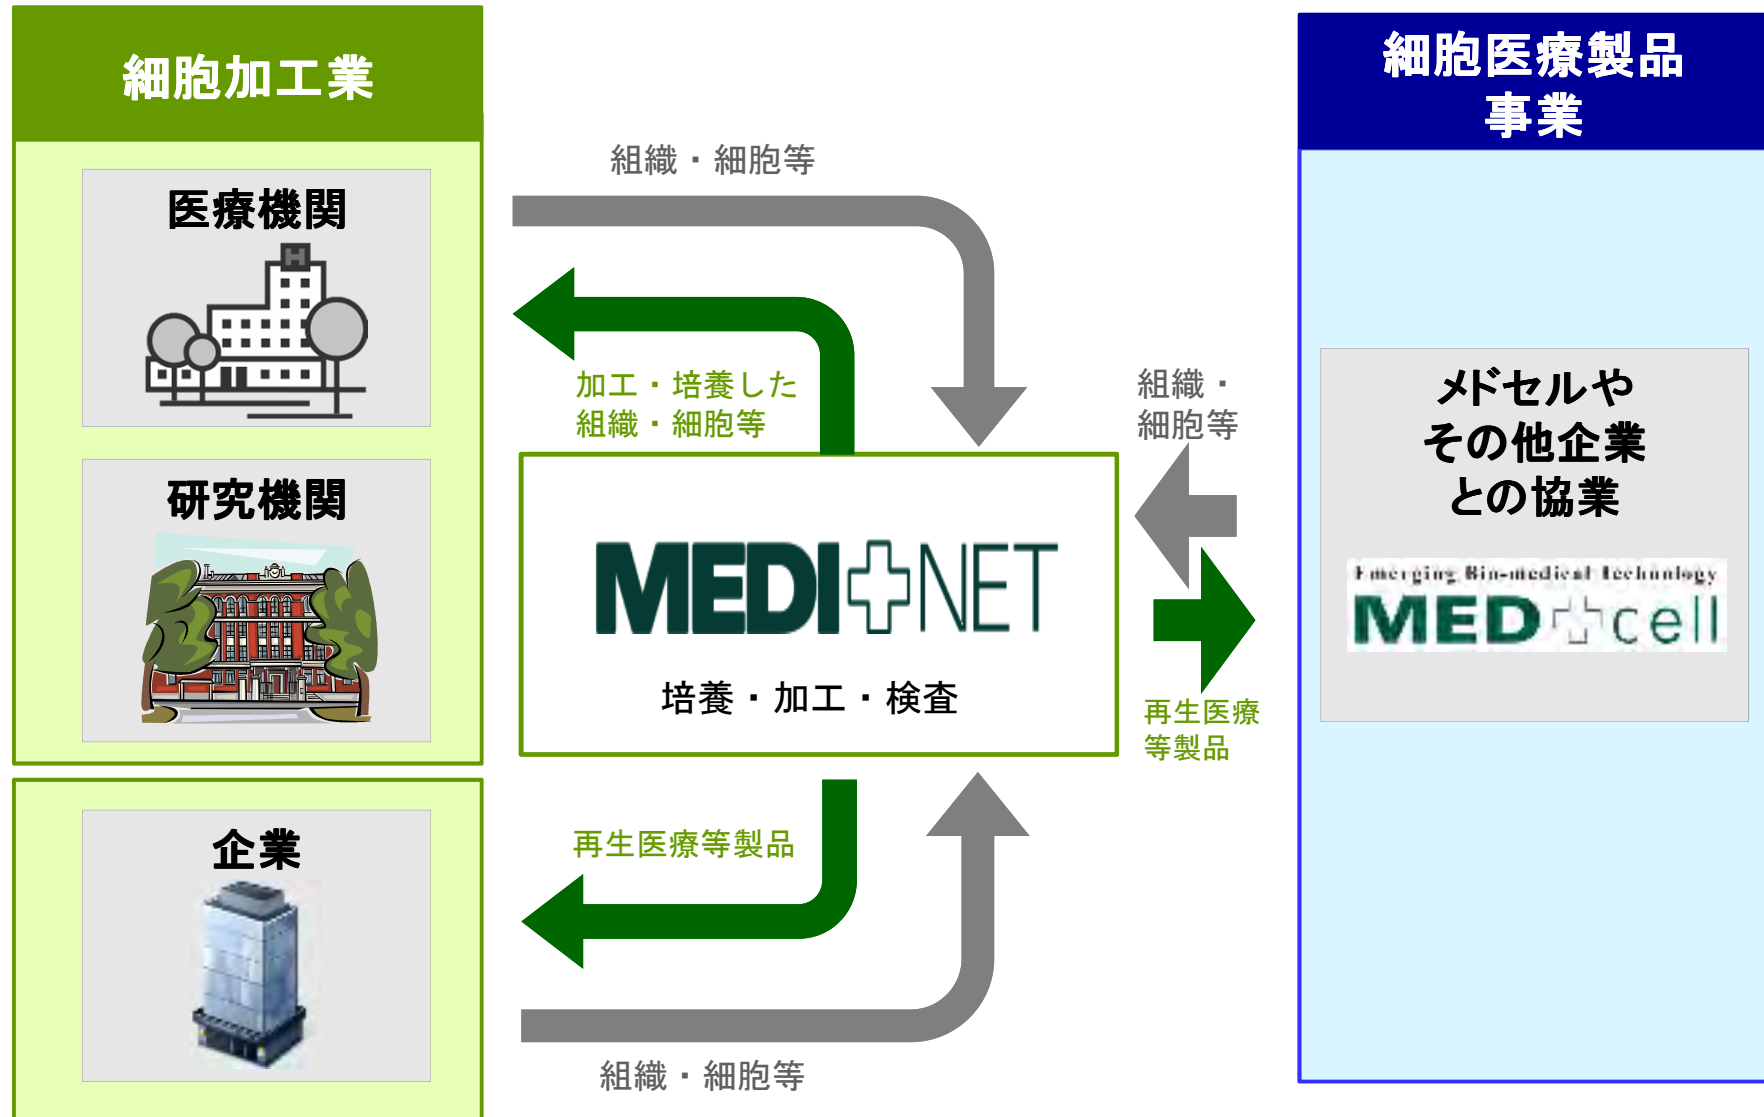 細胞加工業
医療機関
研究機関
企業
組織・細胞等
加工・培養した
組織・細胞等
MEDI NET
培養・加工・検査
再生医療等製品
組織・細胞等
組織・
細胞等
再生医療
等製品
細胞医療製品
事業
メドセルや
その他企業
との協業
Emerging Bio-medical Technology
MED cell